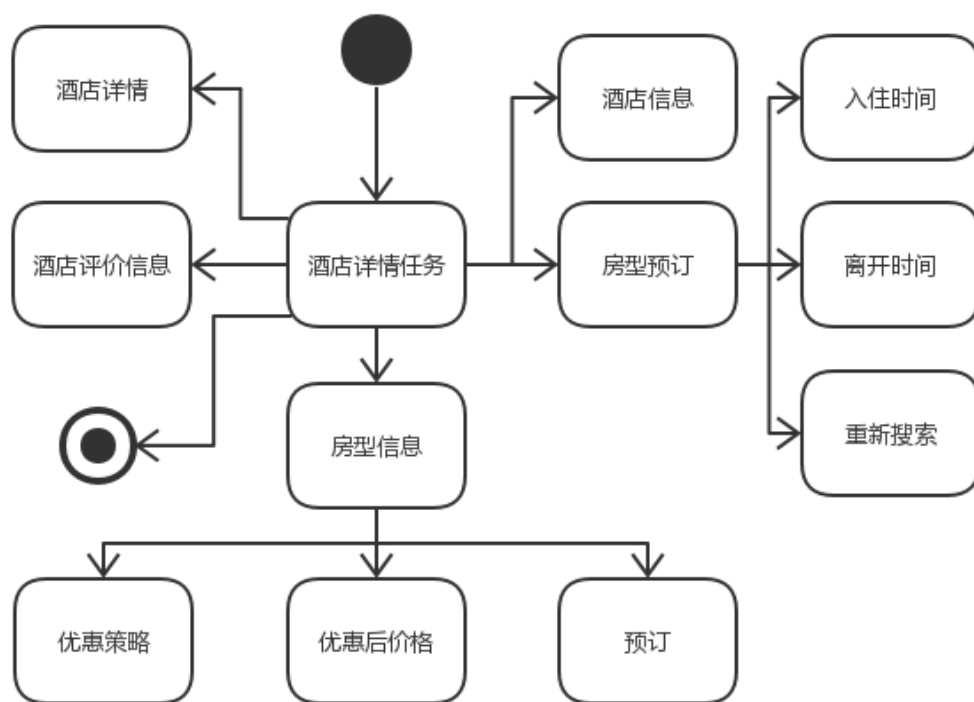 酒店详情
酒店信息
入住时间
酒店评价信息
酒店详情任务
房型预订
离开时间
房型信息
重新搜索
优惠策略
优惠后价格
预订